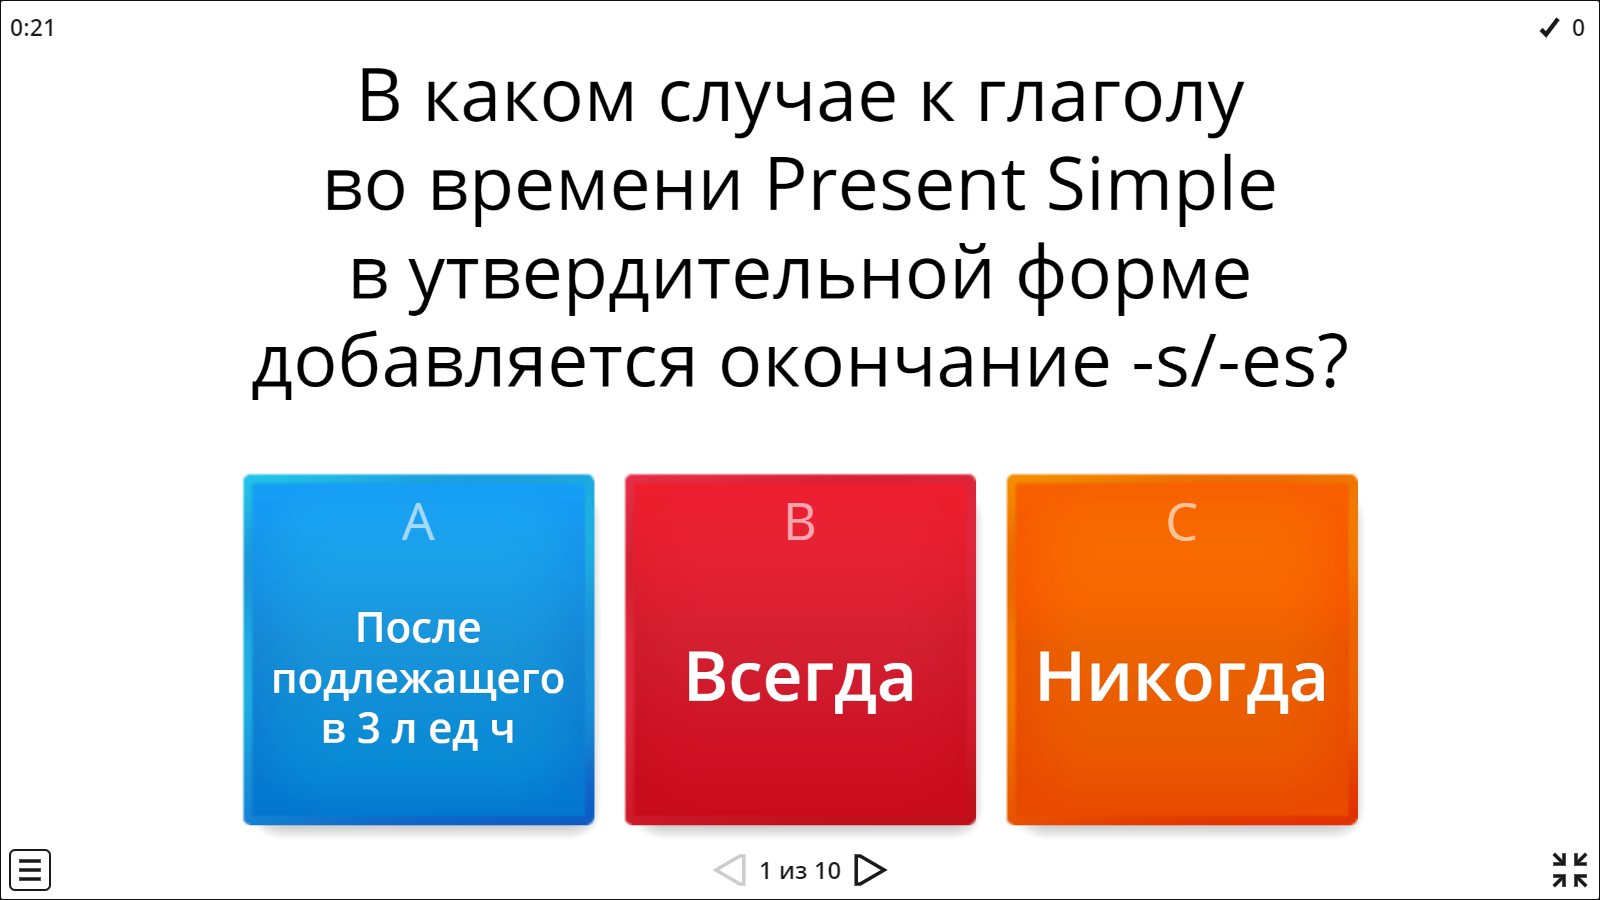 0:21
0
В каком случае к глаголу
во времени Present Simple
в утвердительной форме
добавляется окончание -s/-es?
A
После
подлежащего
в 3 л ед ч
B
Всегда
C
Никогда
1 из 10